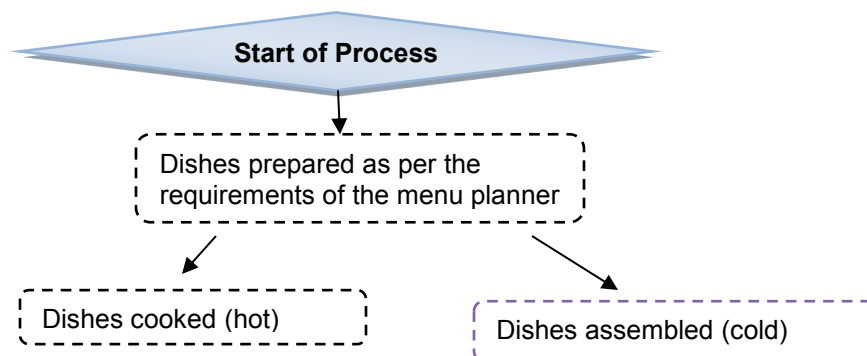 Start of Process
Dishes prepared as per the
requirements of the menu planner
Dishes cooked (hot)
Dishes assembled (cold)